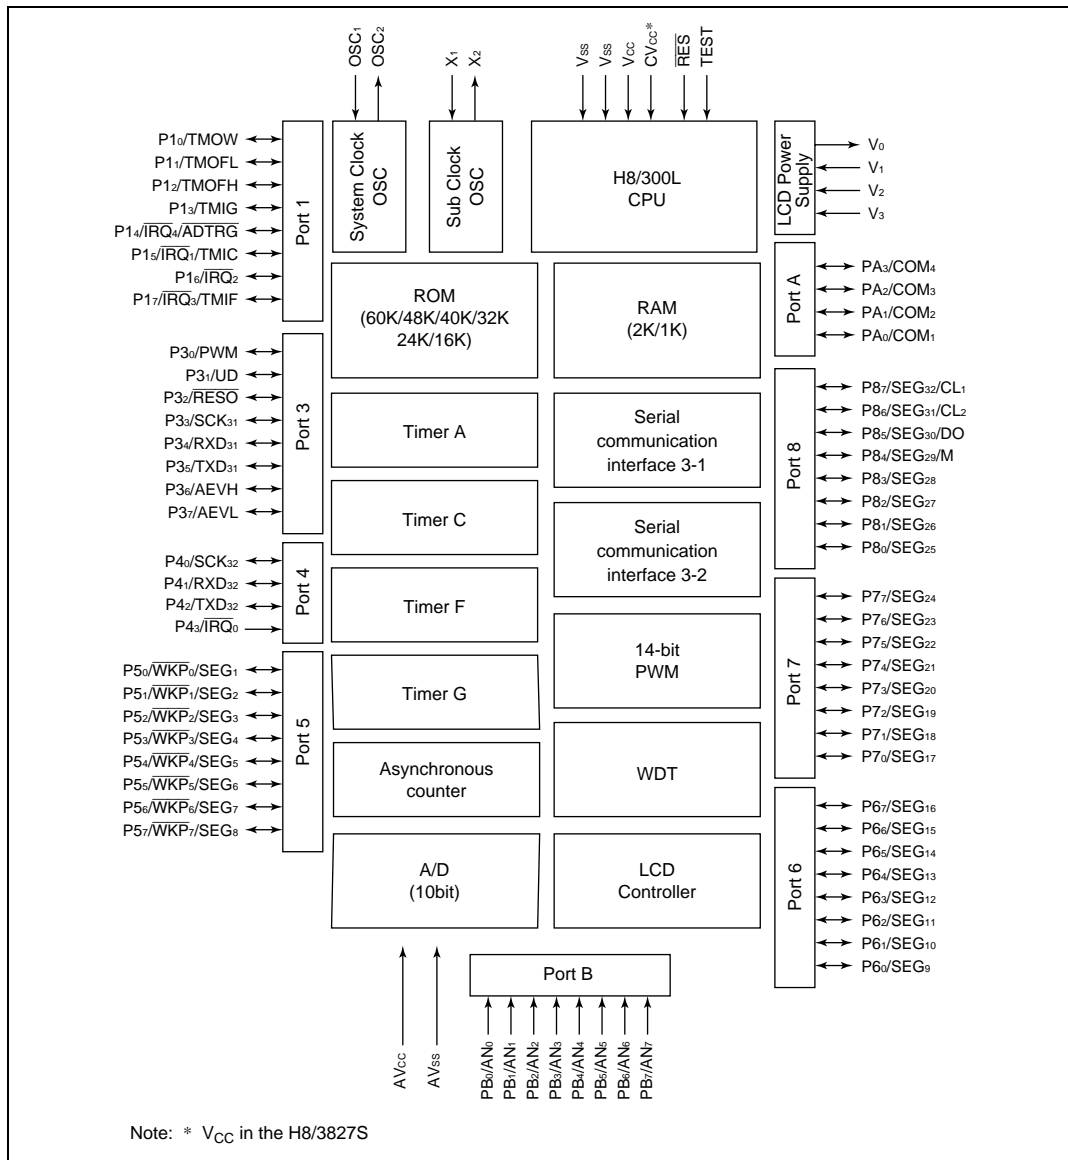 OSC1
OSC2
X1
X2
VSS
VSS
VCC
CVCC*
RES
TEST
P10/TMOW
P11/TMOFL
P12/TMOFH
P13/TMIG
P14/IRQ4/ADTRG
P15/IRQ1/TMIC
P16/IRQ2
P17/IRQ3/TMIF
Port 1
System Clock
OSC
Sub Clock
OSC
H8/300L
CPU
LCD Power
Supply
V0
V1
V2
V3
ROM
(60K/48K/40K/32K
24K/16K)
RAM
(2K/1K)
Port A
PA3/COM4
PA2/COM3
PA1/COM2
PA0/COM1
P30/PWM
P31/UD
P32/RESO
P33/SCK31
P34/RXD31
P35/TXD31
P36/AEVH
P37/AEVL
Port 3
Timer A
Serial
communication
interface 3-1
Port 8
P87/SEG32/CL1
P86/SEG31/CL2
P85/SEG30/DO
P84/SEG29/M
P83/SEG28
P82/SEG27
P81/SEG26
P80/SEG25
Timer C
Serial
communication
interface 3-2
P40/SCK32
P41/RXD32
P42/TXD32
P43/IRQ0
Port 4
Timer F
14-bit
PWM
Port 7
P77/SEG24
P76/SEG23
P75/SEG22
P74/SEG21
P73/SEG20
P72/SEG19
P71/SEG18
P70/SEG17
P50/WKP0/SEG1
P51/WKP1/SEG2
P52/WKP2/SEG3
P53/WKP3/SEG4
P54/WKP4/SEG5
P55/WKP5/SEG6
P56/WKP6/SEG7
P57/WKP7/SEG8
Port 5
Timer G
Asynchronous
counter
WDT
A/D
(10bit)
LCD
Controller
Port 6
P67/SEG16
P66/SEG15
P65/SEG14
P64/SEG13
P63/SEG12
P62/SEG11
P61/SEG10
P60/SEG9
Port B
AVCC
AVSS
PB0/AN0
PB1/AN1
PB2/AN2
PB3/AN3
PB4/AN4
PB5/AN5
PB6/AN6
PB7/AN7
Note: * VCC in the H8/3827S